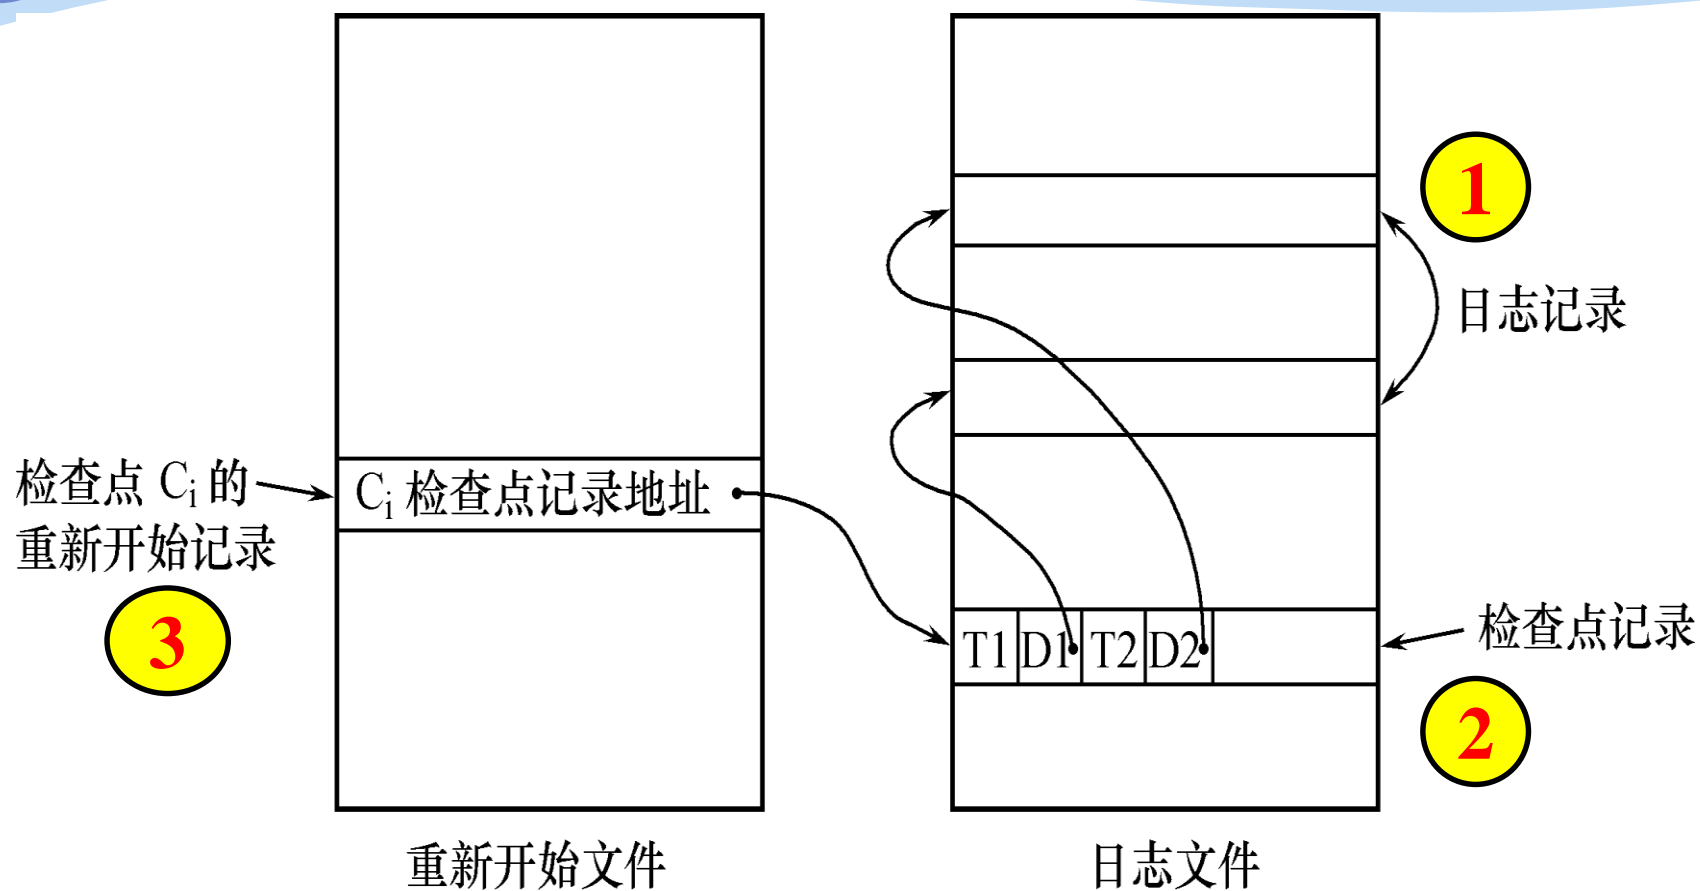 1
日志记录
检查点 Ci 的
重新开始记录
Ci 检查点记录地址
3
T1 D1 T2 D2
检查点记录
2
重新开始文件
日志文件